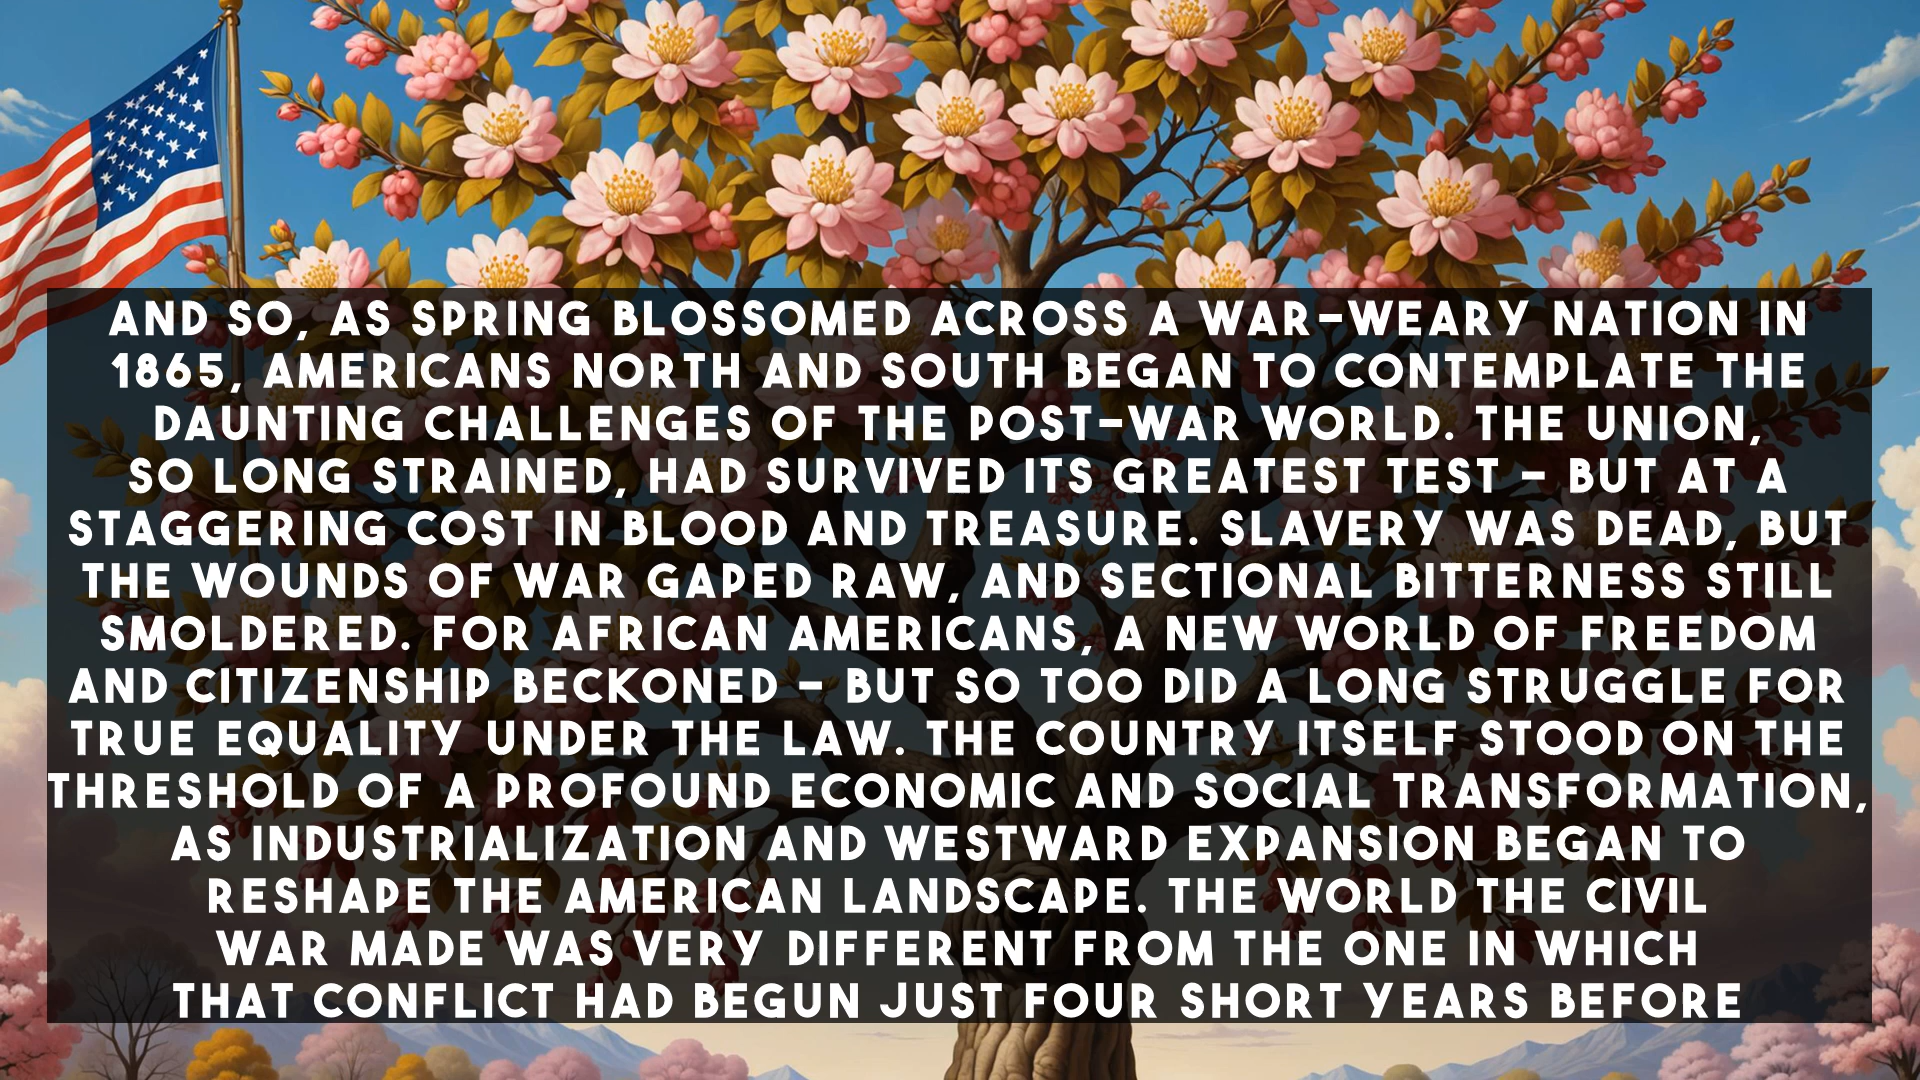 AND SO, AS SPRING BLOSSOMED ACROSS A WAR-WEARY NATION IN
1865, AMERICANS NORTH AND SOUTH BEGAN TO CONTEMPLATE THE
DAUNTING CHALLENGES OF THE POST-WAR WORLD. THE UNION,
SO LONG STRAINED, HAD SURVIVED ITS GREATEST TEST - BUT AT A
STAGGERING COST IN BLOOD AND TREASURE. SLAVERY WAS DEAD, BUT
THE WOUNDS OF WAR GAPED RAW, AND SECTIONAL BITTERNESS STILL
SMOLDERED. FOR AFRICAN AMERICANS, A NEW WORLD OF FREEDOM
AND CITIZENSHIP BECKONED - BUT SO TOO DID A LONG STRUGGLE FOR
TRUE EQUALITY UNDER THE LAW. THE COUNTRY ITSELF STOOD ON THE
THRESHOLD OF A PROFOUND ECONOMIC AND SOCIAL TRANSFORMATION,
AS INDUSTRIALIZATION AND WESTWARD EXPANSION BEGAN TO
RESHAPE THE AMERICAN LANDSCAPE. THE WORLD THE CIVIL
WAR MADE WAS VERY DIFFERENT FROM THE ONE IN WHICH
THAT CONFLICT HAD BEGUN JUST FOUR SHORT YEARS BEFORE